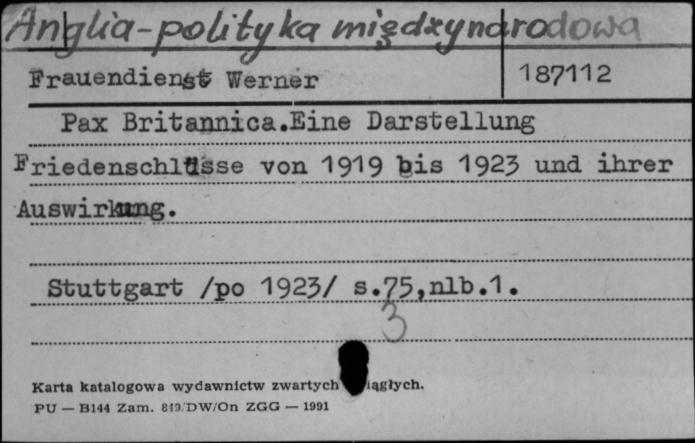 Anglia-polityka międzynarodowa
Frauendienst Werner
187112
Pax Britannica.Eine Darstellung
Friedenschlüsse von 1919 bis 1923 und ihrer
Auswirkung.
Stuttgart /po 1923/ s.75,nlb.1.
3
Karta katalogowa wydawnictw zwartych iągłych.
PU — B144 Zam. 819/DW/On ZGG — 1991